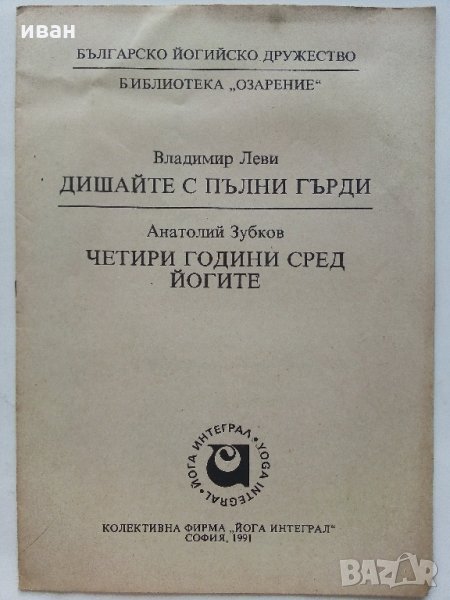 иван
БЪЛГАРСКО ЙОГИЙСКО ДРУЖЕСТВО
БИБЛИОТЕКА „ОЗАРЕНИЕ“
Владимир Леви
ДИШАЙТЕ С ПЪЛНИ ГЪРДИ
Анатолий Зубков
ЧЕТИРИ ГОДИНИ СРЕД
ЙОГИТЕ
ЙОГА ИНТЕГРАЛ • YOGA INTEGRAL •
КОЛЕКТИВНА ФИРМА „ЙОГА ИНТЕГРАЛ“
СОФИЯ, 1991
BAZAR